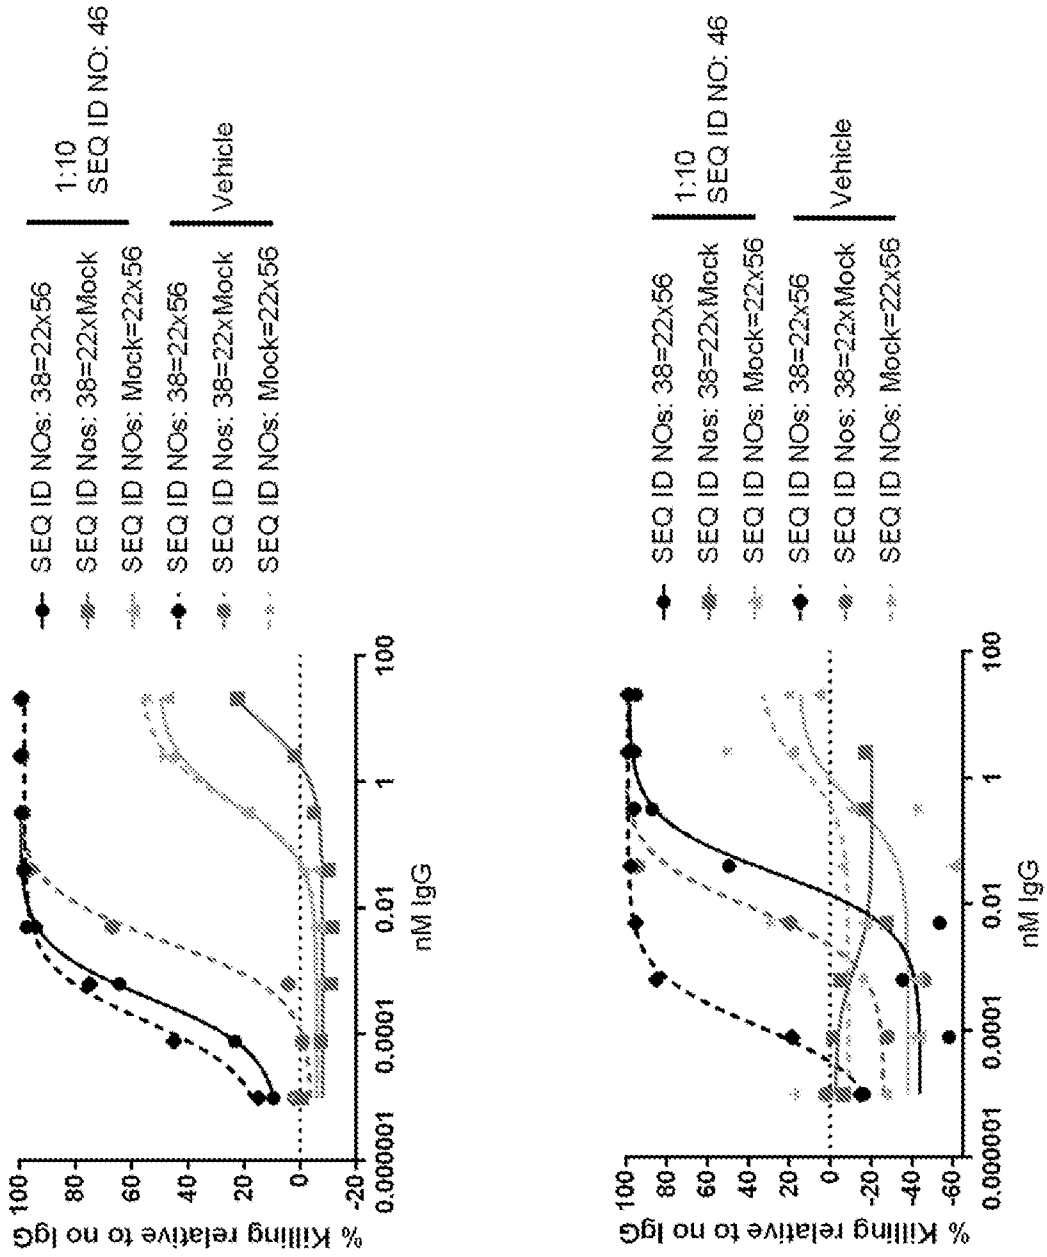 % Killing relative to no IgG
100
80
60
40
20
0
-20
0.000001
0.0001
0.01
1
100
nM IgG
SEQ ID NOs: 38=22x56
SEQ ID Nos: 38=22xMock
SEQ ID NOs: Mock=22x56
SEQ ID NOs: 38=22x56
SEQ ID Nos: 38=22xMock
SEQ ID NOs: Mock=22x56
1:10
SEQ ID NO: 46
Vehicle
% Killing relative to no IgG
100
80
60
40
20
0
-20
-40
-60
0.000001
0.0001
0.01
1
100
nM IgG
SEQ ID NOs: 38=22x56
SEQ ID Nos: 38=22xMock
SEQ ID NOs: Mock=22x56
SEQ ID NOs: 38=22x56
SEQ ID Nos: 38=22xMock
SEQ ID NOs: Mock=22x56
1:10
SEQ ID NO: 46
Vehicle